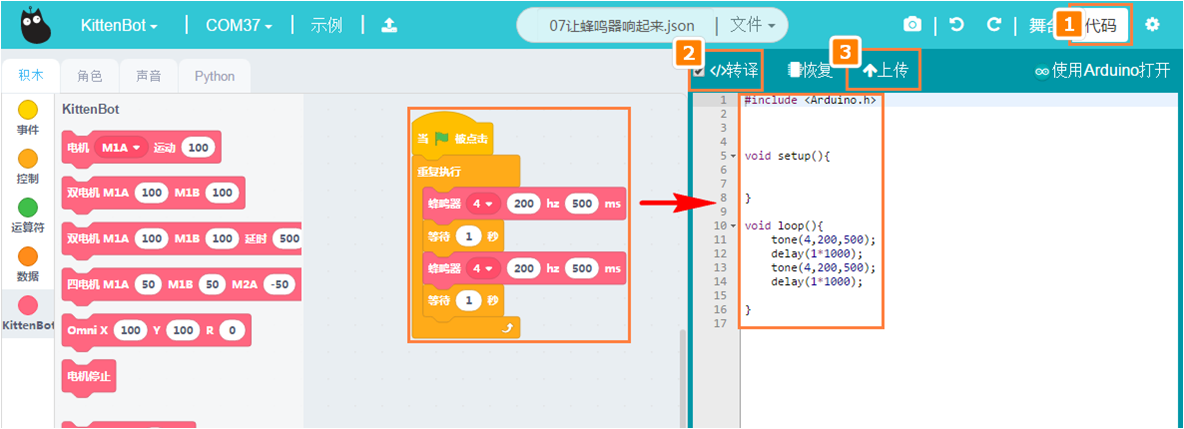 KittenBot COM37 示例 07让蜂鸣器响起来.json 文件 舞台 1 代码
积木 角色 声音 Python
2 </>转译 恢复 3 上传 使用Arduino打开
事件
控制
运算符
数据
KittenBot
KittenBot
电机 M1A 运动 100
双电机 M1A 100 M1B 100
双电机 M1A 100 M1B 100 延时 500
四电机 M1A 50 M1B 50 M2A -50
Omni X 100 Y 100 R 0
电机停止
当 被点击
重复执行
蜂鸣器 4 200 hz 500 ms
等待 1 秒
蜂鸣器 4 200 hz 500 ms
等待 1 秒
1 #include <Arduino.h>
2
3
4
5 void setup(){
6
7
8 }
9
10 void loop(){
11 tone(4,200,500);
12 delay(1*1000);
13 tone(4,200,500);
14 delay(1*1000);
15
16 }
17